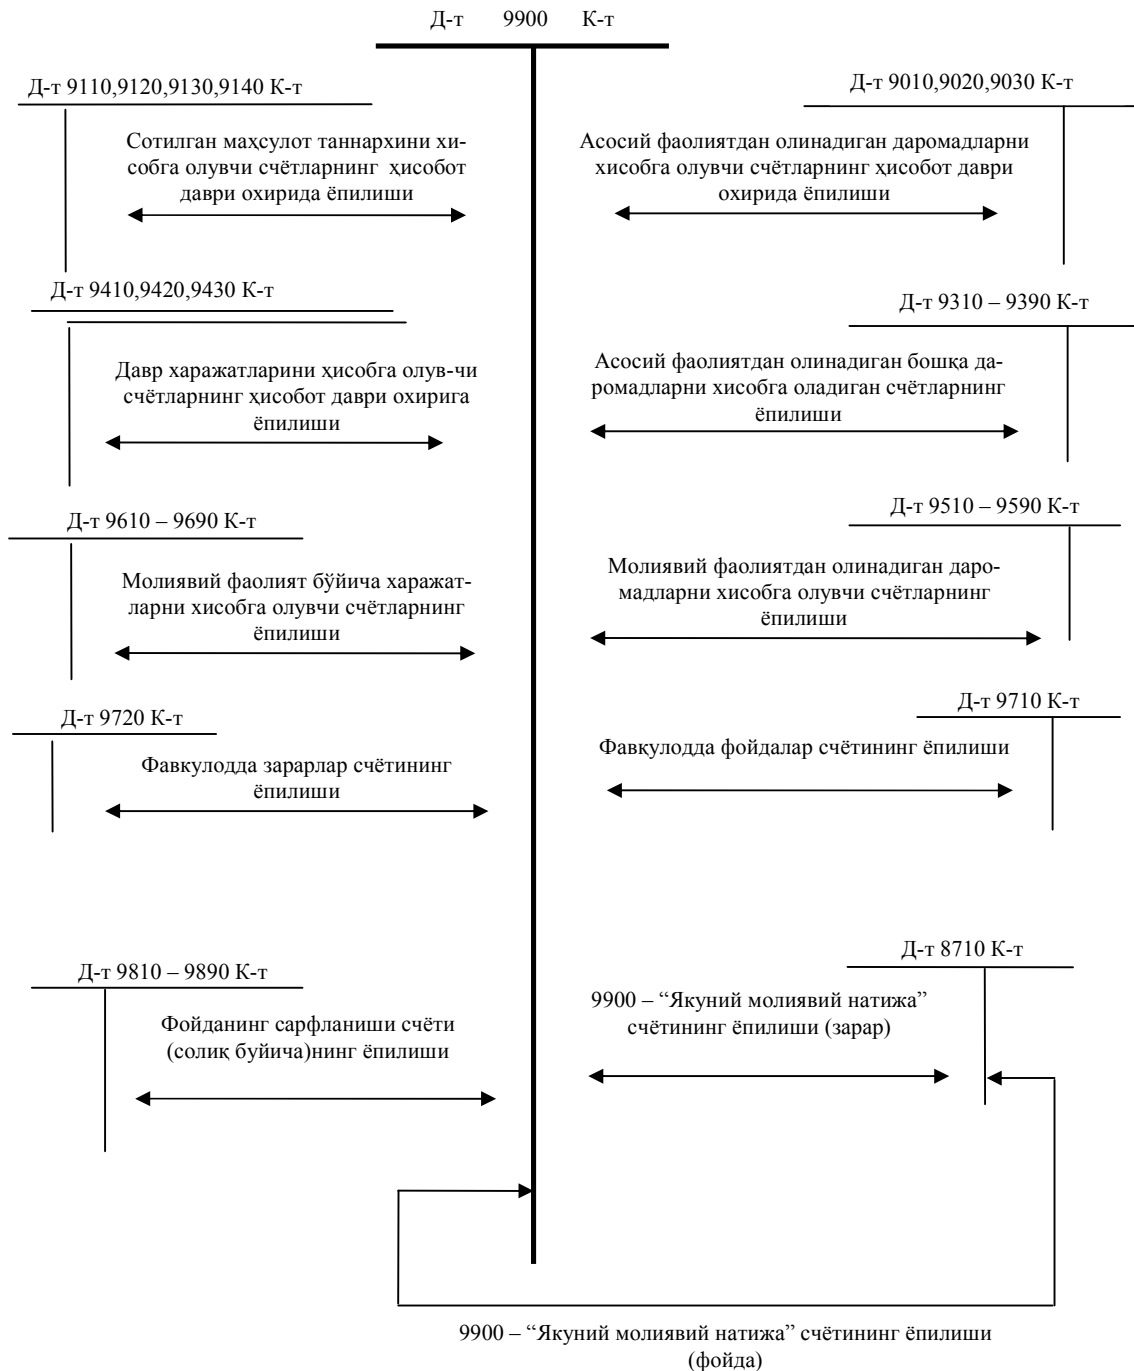 Д-т 9900 К-т
Д-т 9110,9120,9130,9140 К-т
Сотилган маҳсулот таннархини хи-
собга олувчи счётларнинг ҳисобот
даври охирида ёпилиши
Д-т 9010,9020,9030 К-т
Асосий фаолиятдан олинадиган даромадларни
хисобга олувчи счётларнинг ҳисобот даври
охирида ёпилиши
Д-т 9410,9420,9430 К-т
Давр харажатларини ҳисобга олув-чи
счётларнинг ҳисобот даври охирига
ёпилиши
Д-т 9310 – 9390 К-т
Асосий фаолиятдан олинадиган бошқа да-
ромадларни хисобга оладиган счётларнинг
ёпилиши
Д-т 9610 – 9690 К-т
Молиявий фаолият бўйича харажат-
ларни хисобга олувчи счётларнинг
ёпилиши
Д-т 9510 – 9590 К-т
Молиявий фаолиятдан олинадиган даро-
мадларни хисобга олувчи счётларнинг
ёпилиши
Д-т 9720 К-т
Фавкулодда зарарлар счётининг
ёпилиши
Д-т 9710 К-т
Фавқулодда фойдалар счётининг ёпилиши
Д-т 9810 – 9890 К-т
Фойданинг сарфланиши счёти
(солиқ буйича)нинг ёпилиши
Д-т 8710 К-т
9900 – “Якуний молиявий натижа”
счётининг ёпилиши (зарар)
9900 – “Якуний молиявий натижа” счётининг ёпилиши
(фойда)